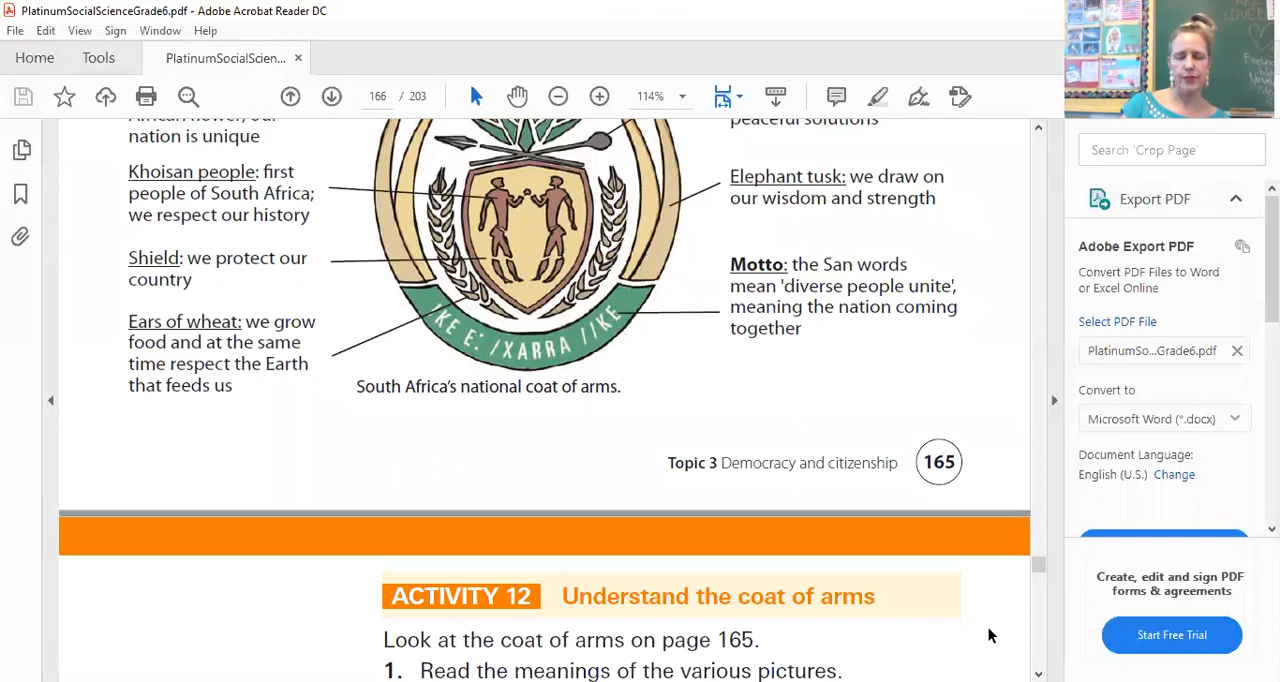 PlatinumSocialScienceGrade6.pdf - Adobe Acrobat Reader DC
File Edit View Sign Window Help
Home Tools PlatinumSocialScien... ×
166 / 203 114%
nation is unique
peaceful solutions
Khoisan people: first
people of South Africa;
we respect our history
Shield: we protect our
country
Ears of wheat: we grow
food and at the same
time respect the Earth
that feeds us
Elephant tusk: we draw on
our wisdom and strength
Motto: the San words
mean 'diverse people unite',
meaning the nation coming
together
!KE E: /XARRA //KE
South Africa's national coat of arms.
Topic 3 Democracy and citizenship 165
ACTIVITY 12 Understand the coat of arms
Look at the coat of arms on page 165.
1. Read the meanings of the various pictures.
Search 'Crop Page'
Export PDF
Adobe Export PDF
Convert PDF Files to Word
or Excel Online
Select PDF File
PlatinumSo...Grade6.pdf
Convert to
Microsoft Word (*.docx)
Document Language:
English (U.S.) Change
Create, edit and sign PDF
forms & agreements
Start Free Trial